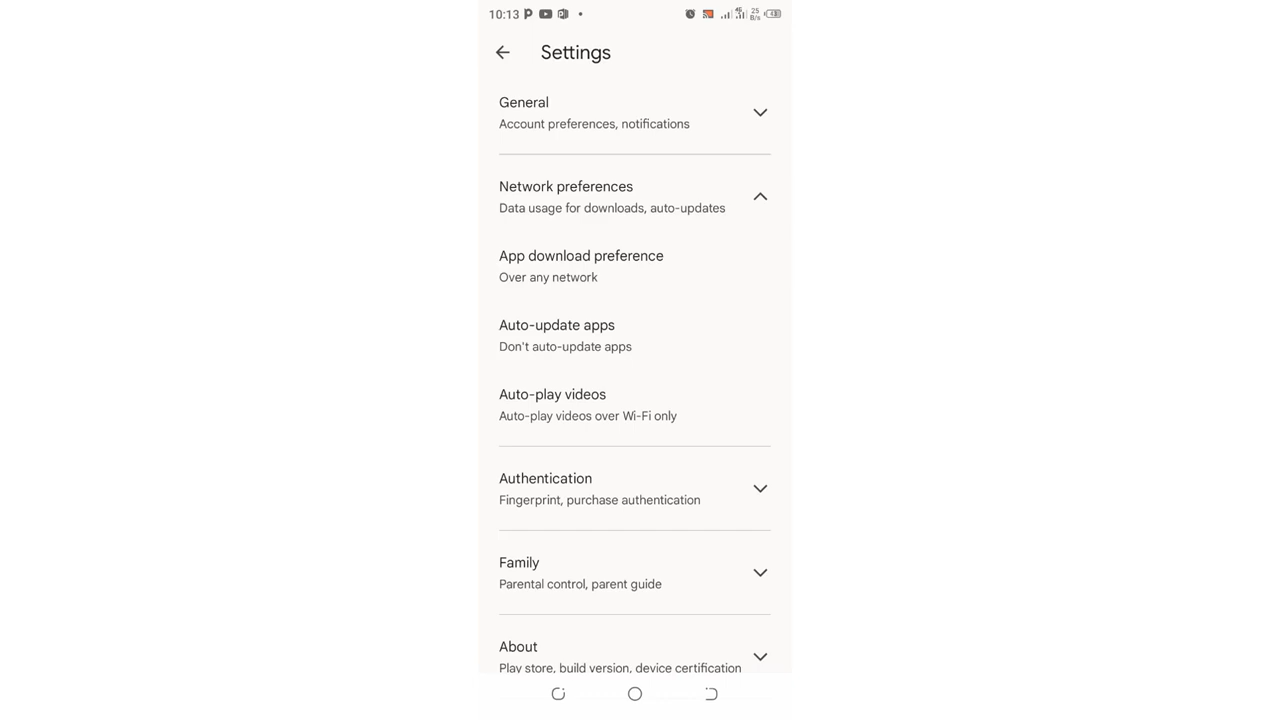 10:13
4G
25
B/s
Settings
General
Account preferences, notifications
Network preferences
Data usage for downloads, auto-updates
App download preference
Over any network
Auto-update apps
Don't auto-update apps
Auto-play videos
Auto-play videos over Wi-Fi only
Authentication
Fingerprint, purchase authentication
Family
Parental control, parent guide
About
Play store, build version, device certification